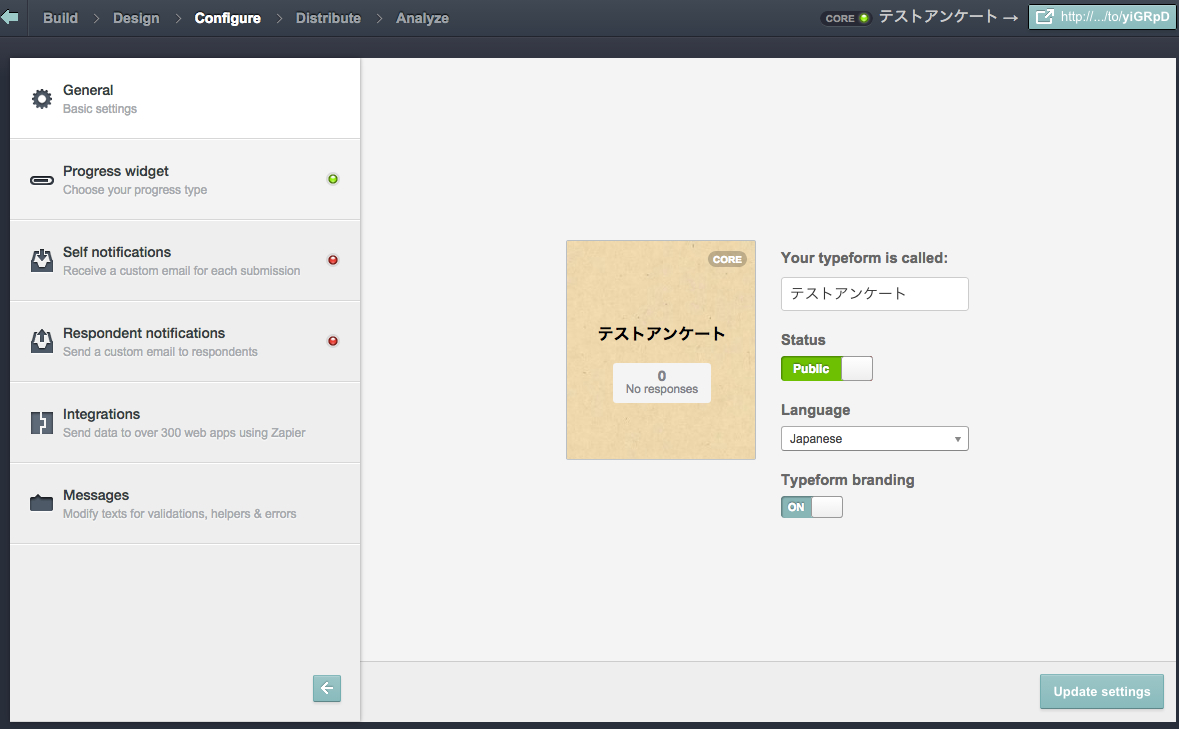 Build
Design
Configure
Distribute
Analyze
CORE
テストアンケート →
http://.../to/yiGRpD
General
Basic settings
Progress widget
Choose your progress type
Self notifications
Receive a custom email for each submission
Respondent notifications
Send a custom email to respondents
Integrations
Send data to over 300 web apps using Zapier
Messages
Modify texts for validations, helpers & errors
CORE
テストアンケート
0
No responses
Your typeform is called:
テストアンケート
Status
Public
Language
Japanese
Typeform branding
ON
Update settings